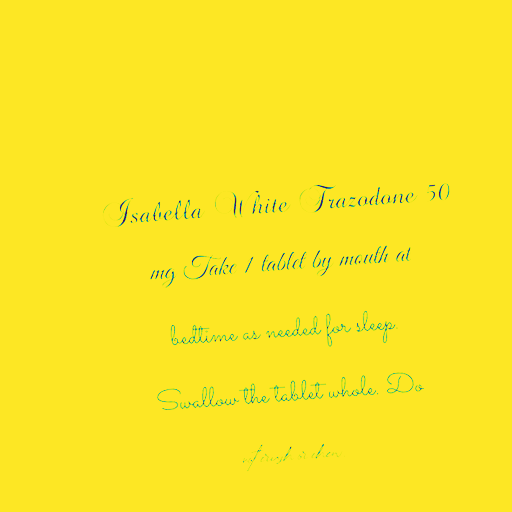 Isabella White Trazodone 50
mg Take 1 tablet by mouth at
bedtime as needed for sleep.
Swallow the tablet whole. Do